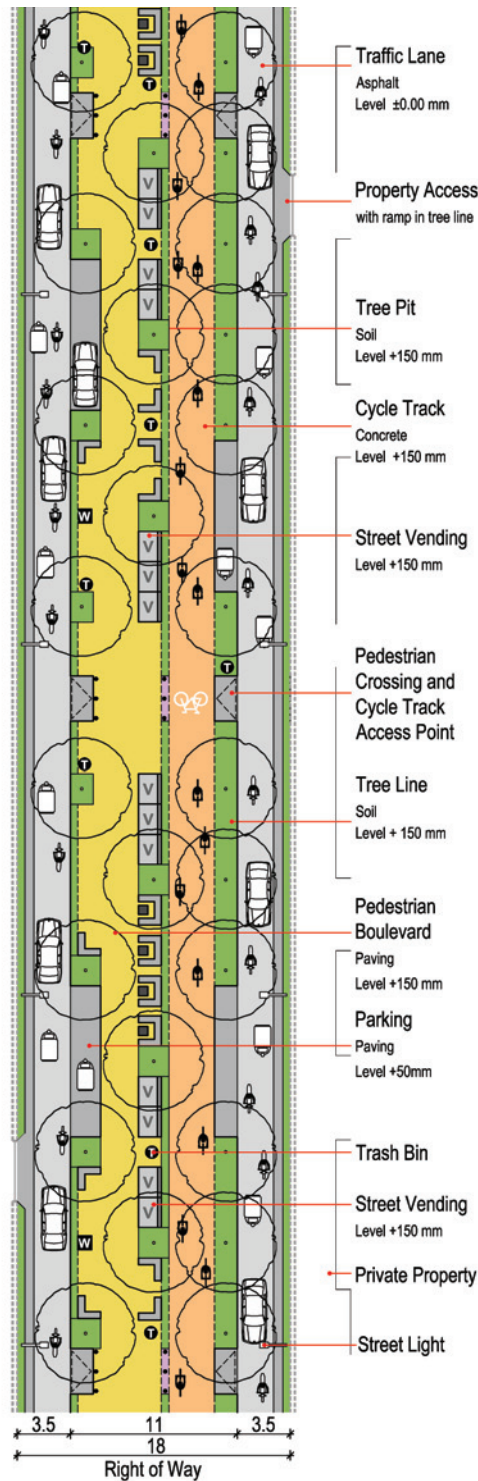 T
Traffic Lane
Asphalt
T
Level ±0.00 mm
V
Property Access
V
with ramp in tree line
T
V
V
Tree Pit
Soil
Level +150 mm
Cycle Track
T
Concrete
Level +150 mm
W
Street Vending
V
Level +150 mm
V
T
V
Pedestrian
T
Crossing and
Cycle Track
Access Point
T
Tree Line
V
Soil
V
Level + 150 mm
V
Pedestrian
Boulevard
Paving
Level +150 mm
Parking
Paving
Level +50mm
V
V
T
Trash Bin
V
Street Vending
V
Level +150 mm
W
Private Property
T
Street Light
3.5 11 3.5
18
Right of Way